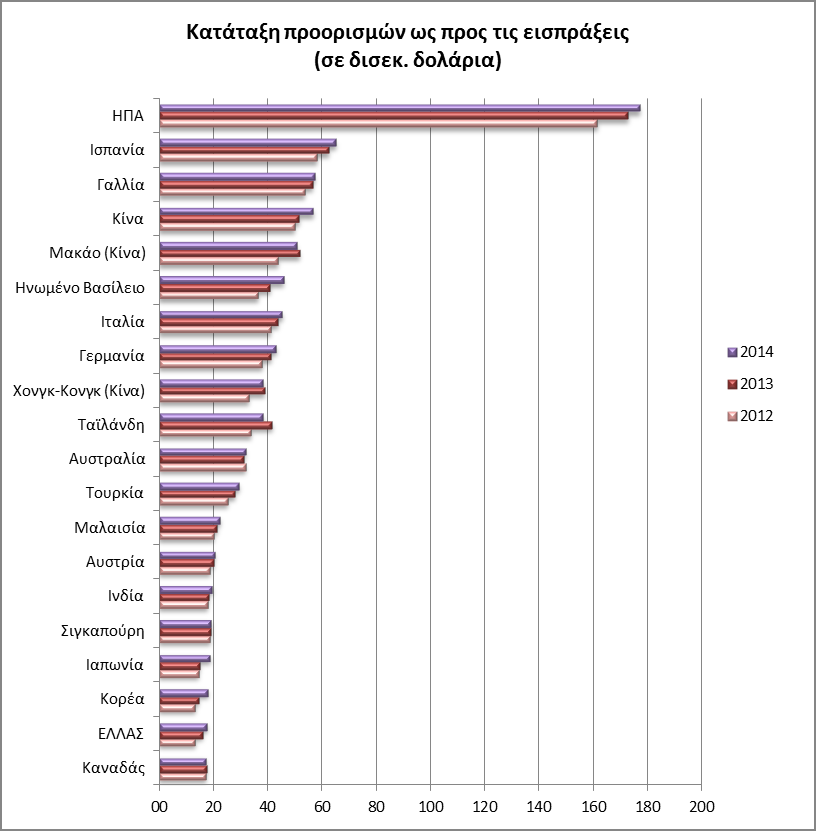 Κατάταξη προορισμών ως προς τις εισπράξεις
(σε δισεκ. δολάρια)
ΗΠΑ
Ισπανία
Γαλλία
Κίνα
Μακάο (Κίνα)
Ηνωμένο Βασίλειο
Ιταλία
Γερμανία
Χονγκ-Κονγκ (Κίνα)
Ταϊλάνδη
Αυστραλία
Τουρκία
Μαλαισία
Αυστρία
Ινδία
Σιγκαπούρη
Ιαπωνία
Κορέα
ΕΛΛΑΣ
Καναδάς
00 20 40 60 80 100 120 140 160 180 200
2014
2013
2012